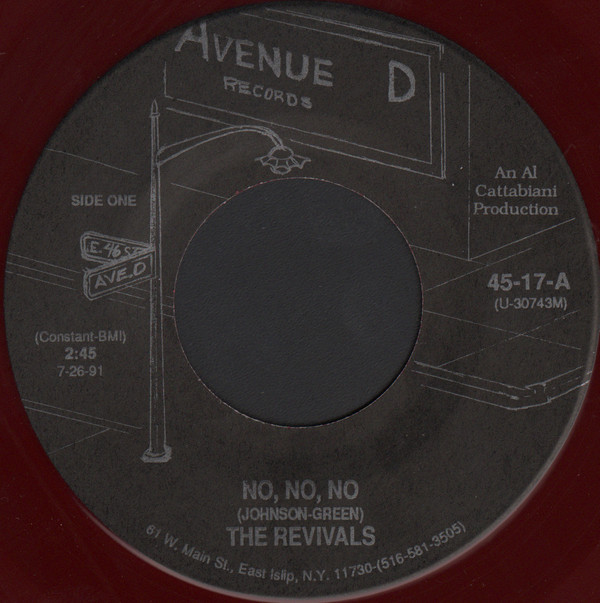 AVENUE D
RECORDS
An Al
Cattabiani
Production
SIDE ONE
E. 46 ST.
AVE. D
45-17-A
(U-30743M)
(Constant-BMI)
2:45
7-26-91
NO, NO, NO
(JOHNSON-GREEN)
THE REVIVALS
61 W. Main St., East Islip, N.Y. 11730-(516-581-3505)